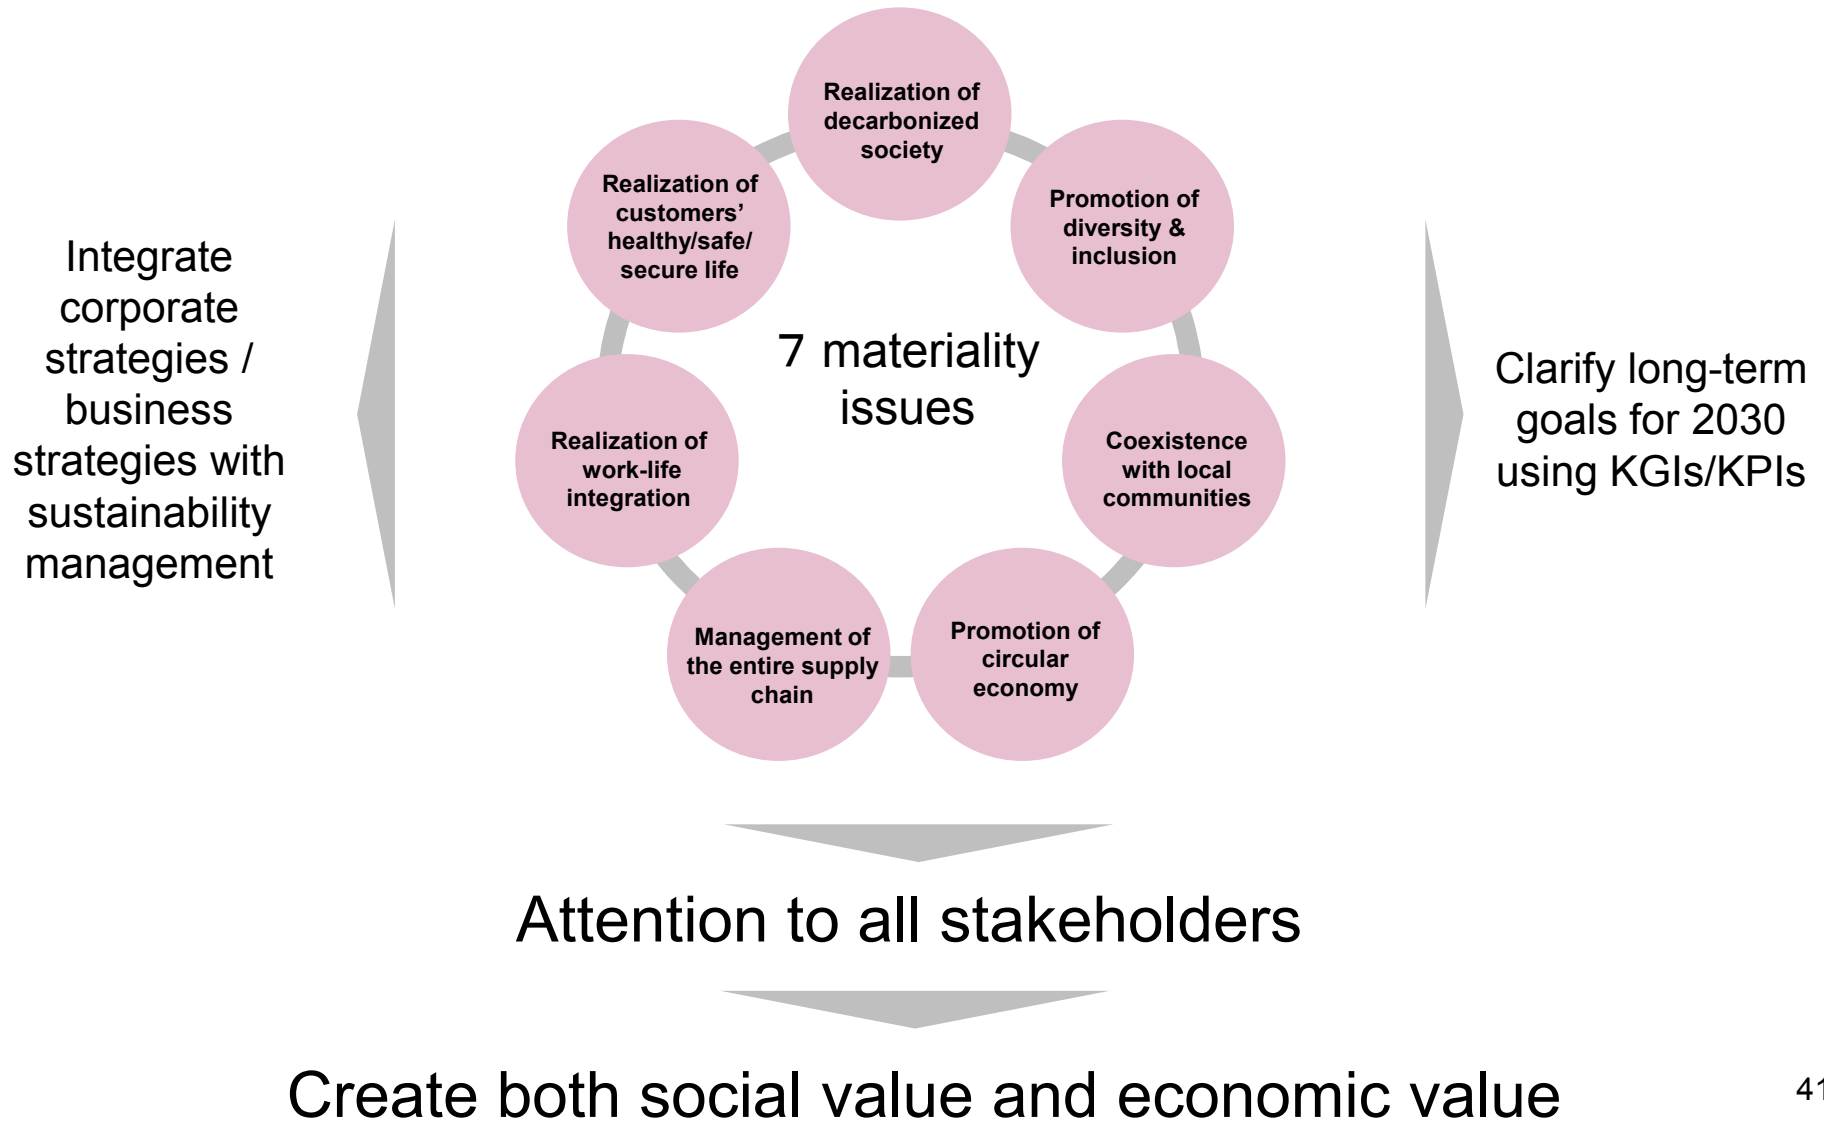 Realization of
decarbonized
society
Realization of
customers’
healthy/safe/
secure life
Promotion of
diversity &
inclusion
Integrate
corporate
strategies /
business
strategies with
sustainability
management
7 materiality
issues
Clarify long-term
goals for 2030
using KGIs/KPIs
Realization of
work-life
integration
Coexistence
with local
communities
Management of
the entire supply
chain
Promotion of
circular
economy
Attention to all stakeholders
Create both social value and economic value
41